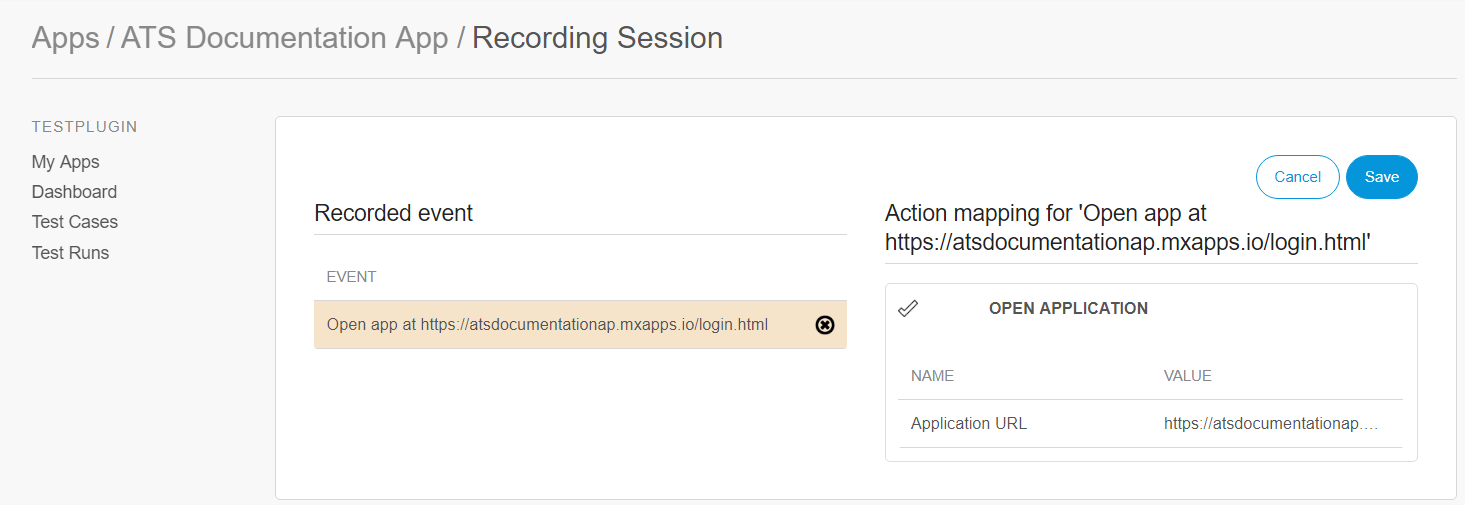 Apps / ATS Documentation App / Recording Session
TESTPLUGIN
My Apps
Dashboard
Test Cases
Test Runs
Cancel
Save
Recorded event
EVENT
Open app at https://atsdocumentationap.mxapps.io/login.html
Action mapping for 'Open app at
https://atsdocumentationap.mxapps.io/login.html'
OPEN APPLICATION
NAME VALUE
Application URL https://atsdocumentationap....